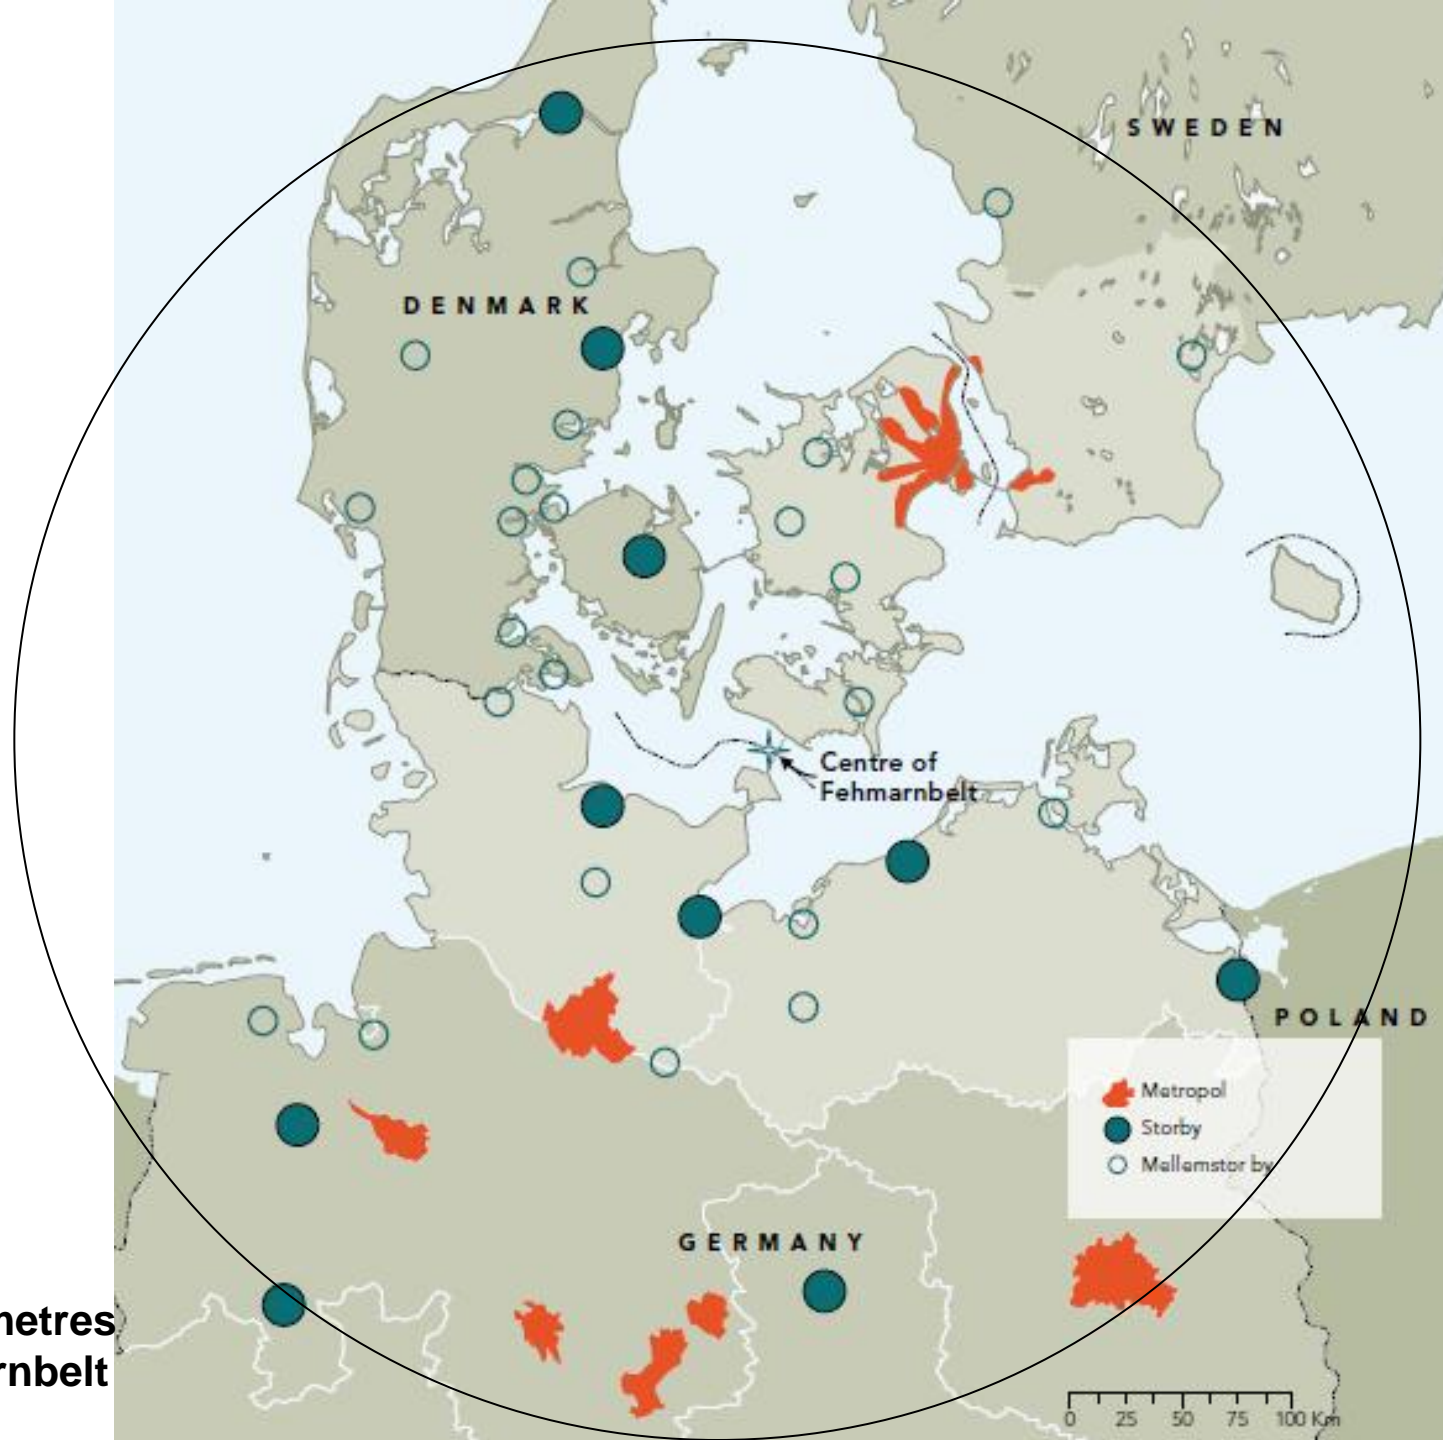 SWEDEN
DENMARK
Centre of
Fehmarnbelt
POLAND
Metropol
Storby
Mellemstor by
GERMANY
netres
rnbelt
0 25 50 75 100 Km